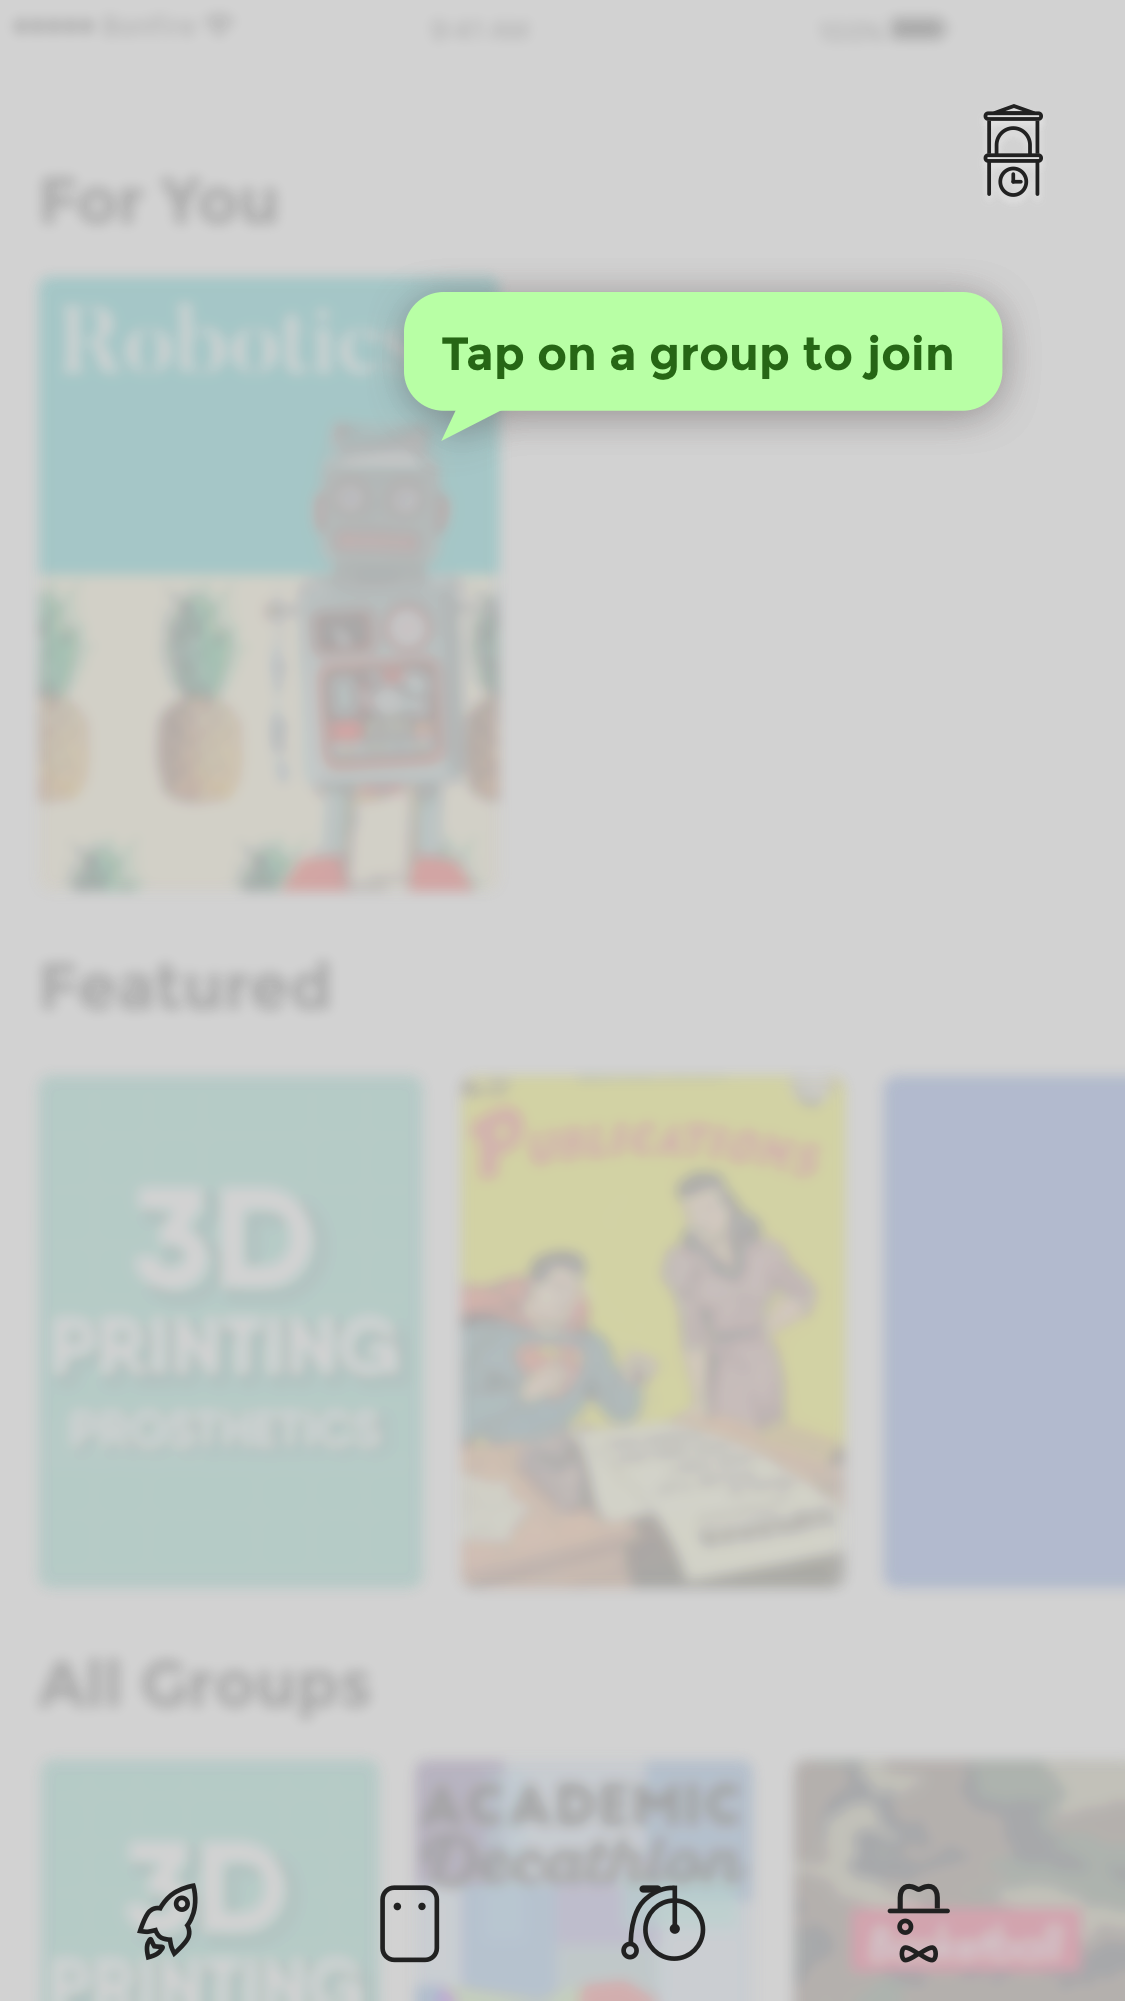 For You
Robotics
Tap on a group to join
Featured
3D
PRINTING
PROSTHETICS
PUBLICATIONS
All Groups
3D
PRINTING
ACADEMIC
Decathlon